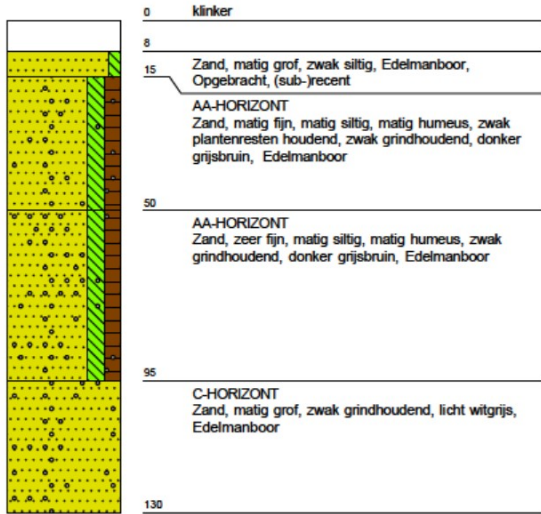 0 klinker
8
Zand, matig grof, zwak siltig, Edelmanboor,
15 Opgebracht, (sub-)recent
AA-HORIZONT
Zand, matig fijn, matig siltig, matig humeus, zwak
plantenresten houdend, zwak grindhoudend, donker
grijsbruin, Edelmanboor
50
AA-HORIZONT
Zand, zeer fijn, matig siltig, matig humeus, zwak
grindhoudend, donker grijsbruin, Edelmanboor
95
C-HORIZONT
Zand, matig grof, zwak grindhoudend, licht witgrijs,
Edelmanboor
130